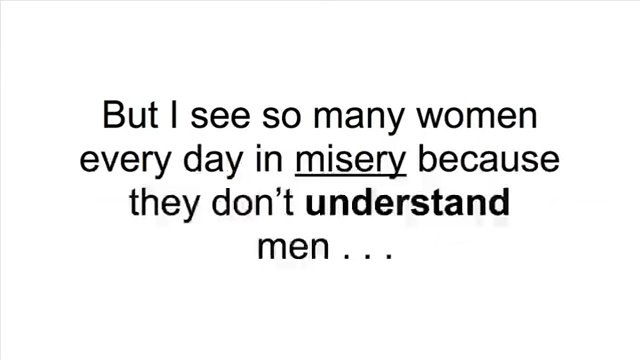 But I see so many women
every day in misery because
they don't understand
men . . .